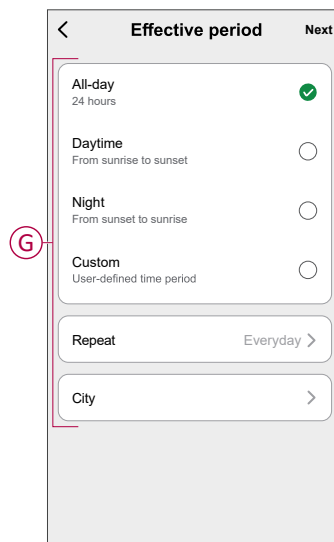 Effective period Next
All-day
24 hours
Daytime
From sunrise to sunset
Night
From sunset to sunrise
G
Custom
User-defined time period
Repeat Everyday
City